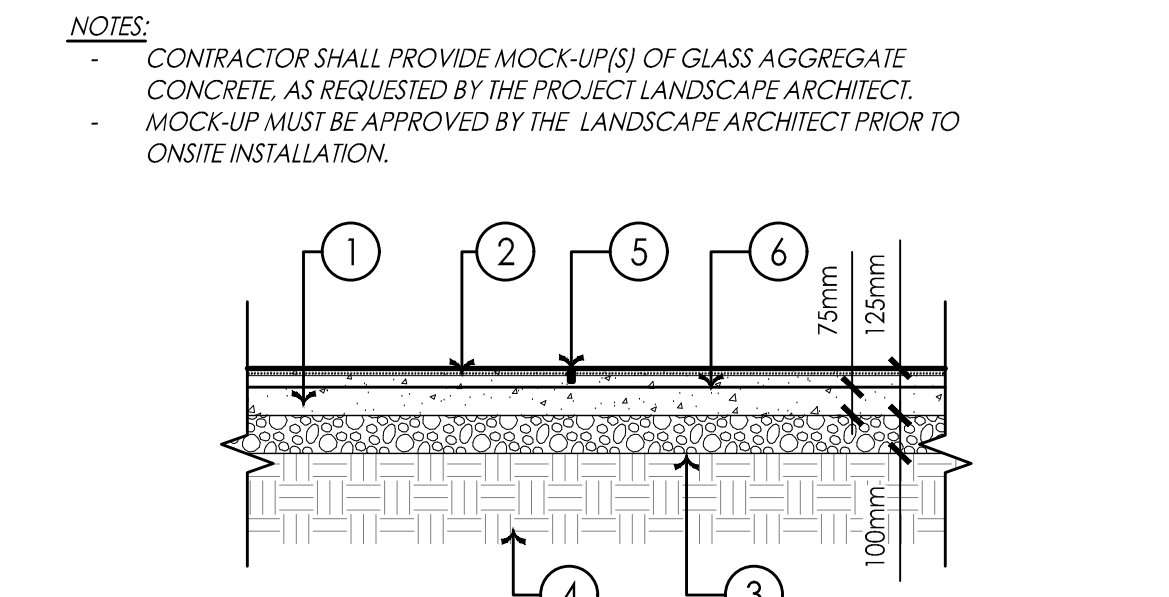 NOTES:
- CONTRACTOR SHALL PROVIDE MOCK-UP(S) OF GLASS AGGREGATE
CONCRETE, AS REQUESTED BY THE PROJECT LANDSCAPE ARCHITECT.
- MOCK-UP MUST BE APPROVED BY THE LANDSCAPE ARCHITECT PRIOR TO
ONSITE INSTALLATION.
1
2
5
6
75mm
125mm
100mm
4
3